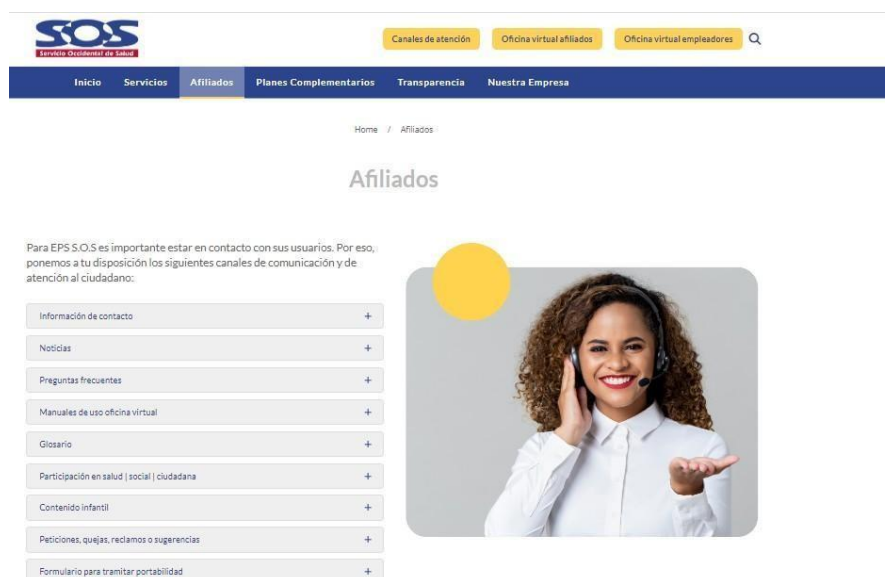 SOS
Servicio Occidental de Salud
Canales de atención
Oficina virtual afiliados
Oficina virtual empleadores
Inicio
Servicios
Afiliados
Planes Complementarios
Transparencia
Nuestra Empresa
Home / Afiliados
Afiliados
Para EPS S.O.S es importante estar en contacto con sus usuarios. Por eso,
ponemos a tu disposición los siguientes canales de comunicación y de
atención al ciudadano:
Información de contacto +
Noticias +
Preguntas frecuentes +
Manuales de uso oficina virtual +
Glosario +
Participación en salud | social | ciudadana +
Contenido infantil +
Peticiones, quejas, reclamos o sugerencias +
Formulario para tramitar portabilidad +